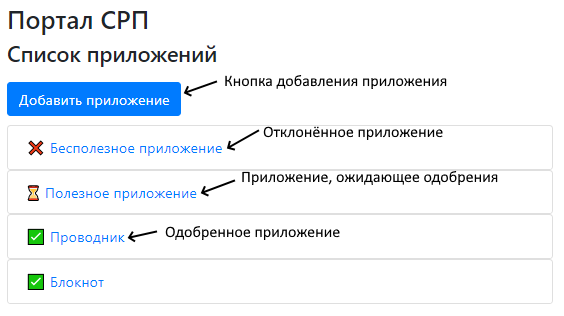 Портал СРП
Список приложений
Добавить приложение
Кнопка добавления приложения
Отклонённое приложение
Бесполезное приложение
Приложение, ожидающее одобрения
Полезное приложение
Проводник
Одобренное приложение
Блокнот